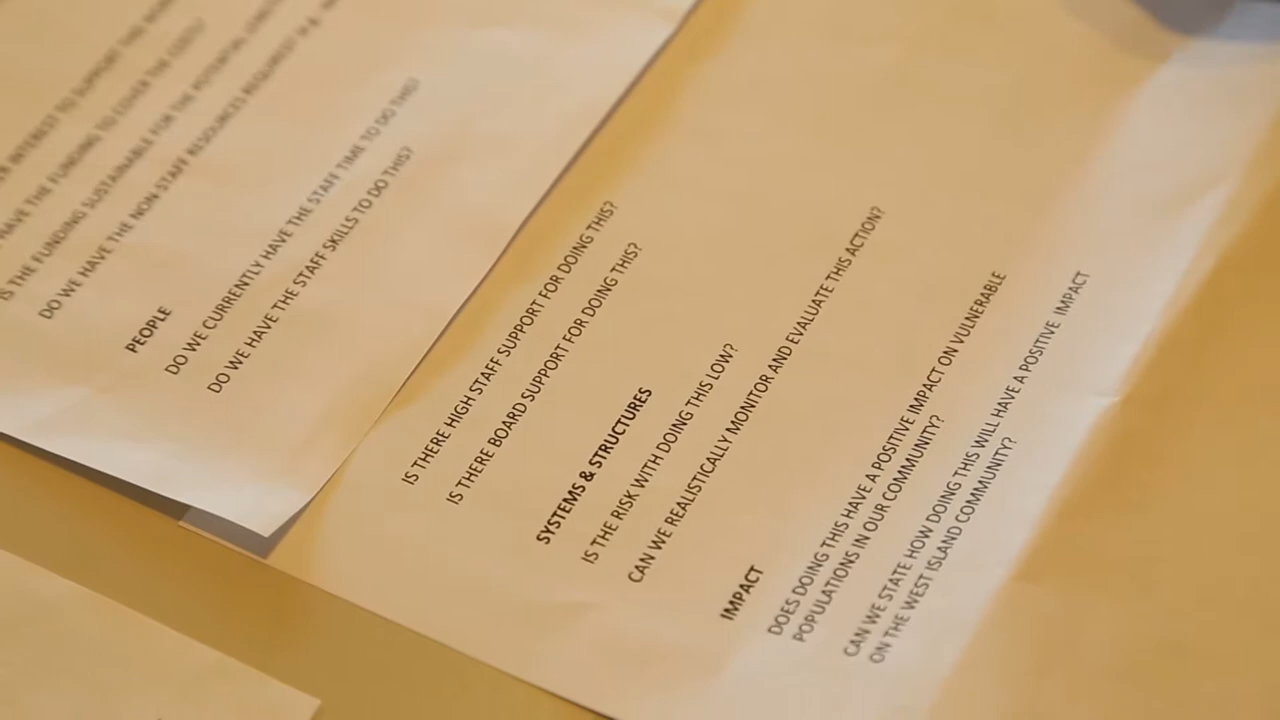 INTEREST TO SUPPORT THIS
HAVE THE FUNDING TO COVER THE COSTS?
IS THE FUNDING SUSTAINABLE FOR THE POTENTIAL
DO WE HAVE THE NON-STAFF RESOURCES REQUIRED?
PEOPLE
DO WE CURRENTLY HAVE THE STAFF TIME TO DO THIS?
DO WE HAVE THE STAFF SKILLS TO DO THIS?
IS THERE HIGH STAFF SUPPORT FOR DOING THIS?
IS THERE BOARD SUPPORT FOR DOING THIS?
SYSTEMS & STRUCTURES
IS THE RISK WITH DOING THIS LOW?
CAN WE REALISTICALLY MONITOR AND EVALUATE THIS ACTION?
IMPACT
DOES DOING THIS HAVE A POSITIVE IMPACT ON VULNERABLE
POPULATIONS IN OUR COMMUNITY?
CAN WE STATE HOW DOING THIS WILL HAVE A POSITIVE IMPACT
ON THE WEST ISLAND COMMUNITY?